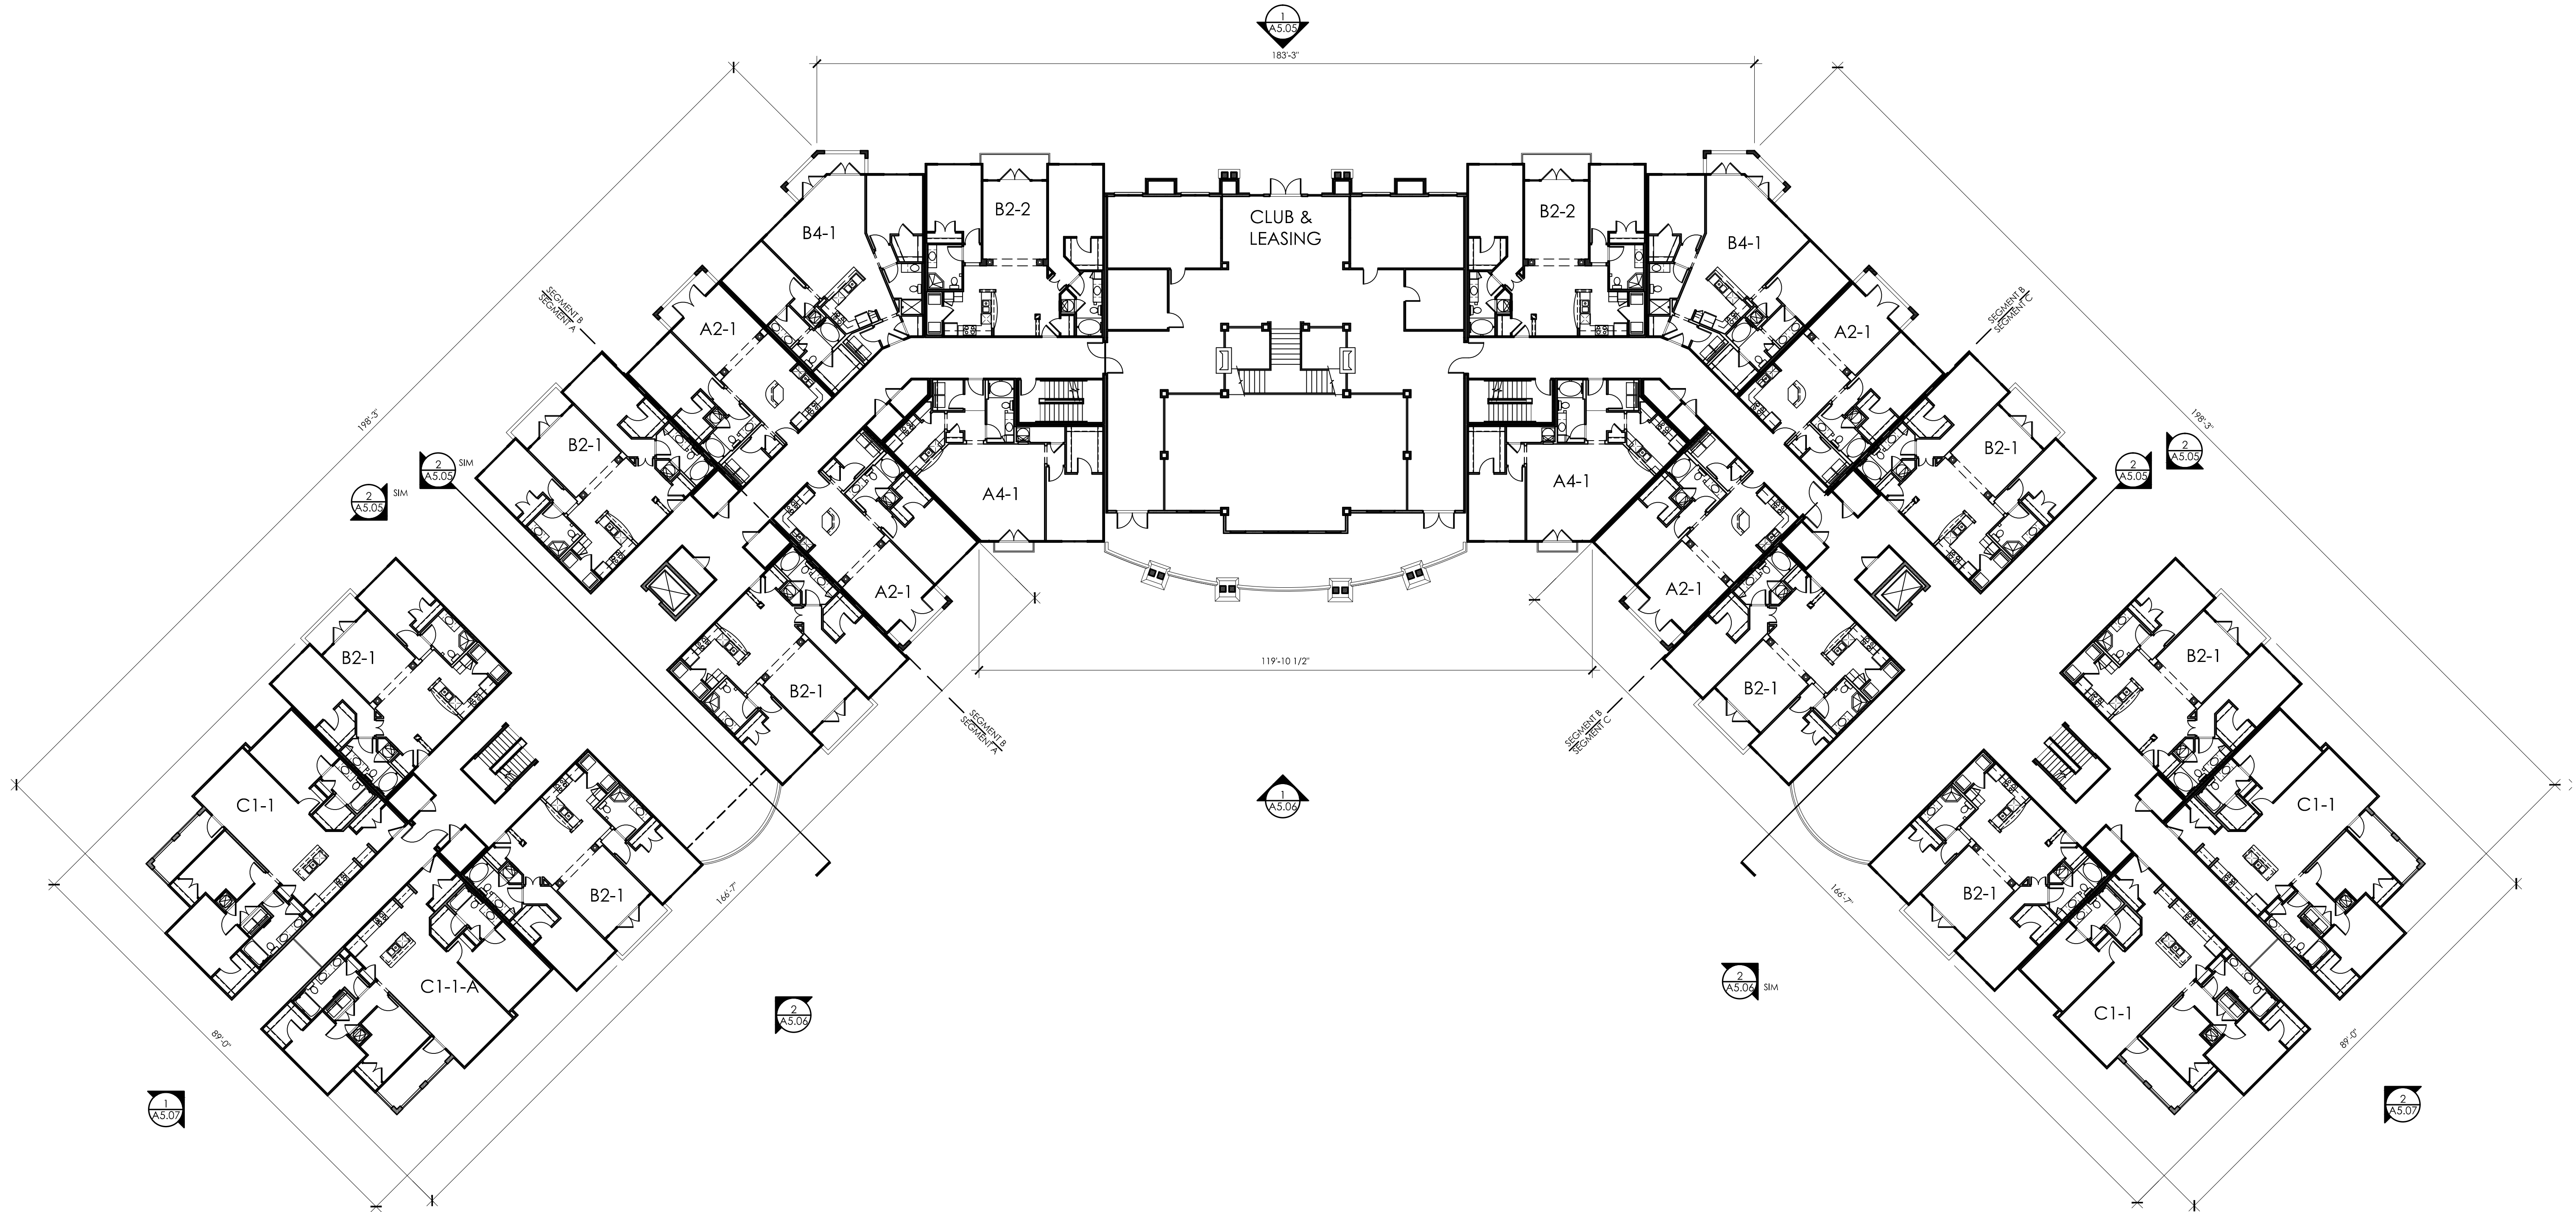 1
A5.05
183'-3"
B2-2
CLUB &
LEASING
B2-2
B4-1
B4-1
SEGMENT B
SEGMENT A
SEGMENT B
SEGMENT C
A2-1
A2-1
198'-3"
198'-3"
B2-1
B2-1
2
A5.05
SIM
2
A5.05
2
A5.05
2
A5.05
SIM
A4-1
A4-1
A2-1
A2-1
B2-1
B2-1
119'-10 1/2"
B2-1
B2-1
SEGMENT B
SEGMENT A
SEGMENT B
SEGMENT C
1
A5.06
C1-1
C1-1
B2-1
B2-1
166'-7"
166'-7"
C1-1-A
2
A5.06
SIM
C1-1
2
A5.06
89'-0"
89'-0"
1
A5.07
2
A5.07